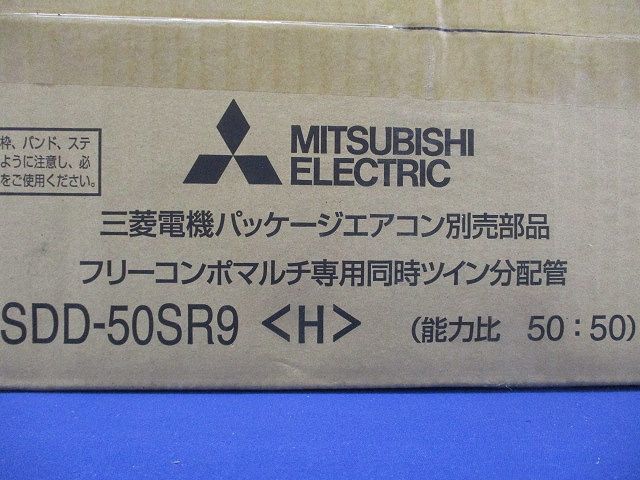 枠、バンド、ステ
ように注意し、必
をご使用ください。
MITSUBISHI
ELECTRIC
三菱電機パッケージエアコン別売部品
フリーコンポマルチ専用同時ツイン分配管
SDD-50SR9 <H> (能力比 50:50)